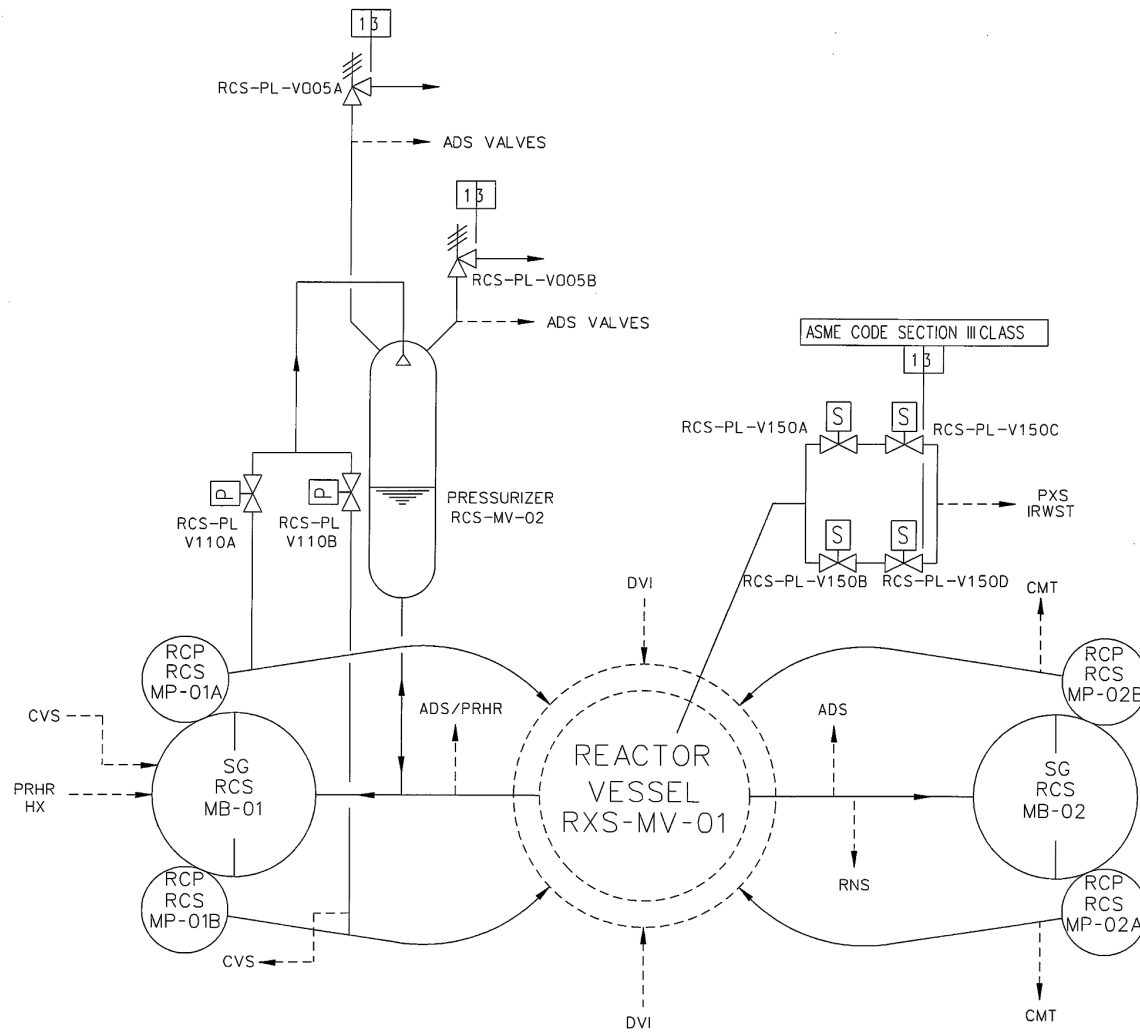 13
RCS-PL-V005A
ADS VALVES
13
RCS-PL-V005B
ADS VALVES
ASME CODE SECTION III CLASS
13
RCS-PL-V150A
S
S
RCS-PL-V150C
P
RCS-PL
V110A
P
RCS-PL
V110B
PRESSURIZER
RCS-MV-02
PXS
IRWST
S
S
RCS-PL-V150B
RCS-PL-V150D
DVI
CMT
RCP
RCS
MP-01A
RCP
RCS
MP-02B
CVS
ADS/PRHR
ADS
PRHR
HX
SG
RCS
MB-01
REACTOR
VESSEL
RXS-MV-01
SG
RCS
MB-02
RNS
RCP
RCS
MP-01B
RCP
RCS
MP-02A
CVS
DVI
CMT